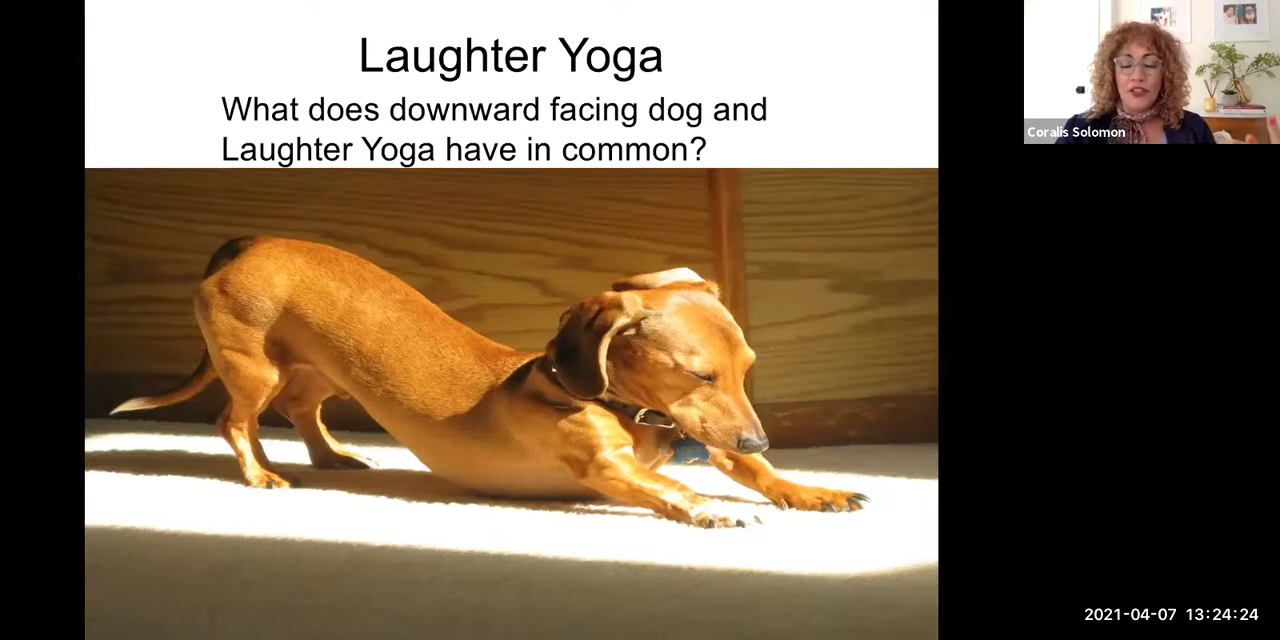 Laughter Yoga
What does downward facing dog and
Laughter Yoga have in common?
Coralis Solomon
2021-04-07 13:24:24